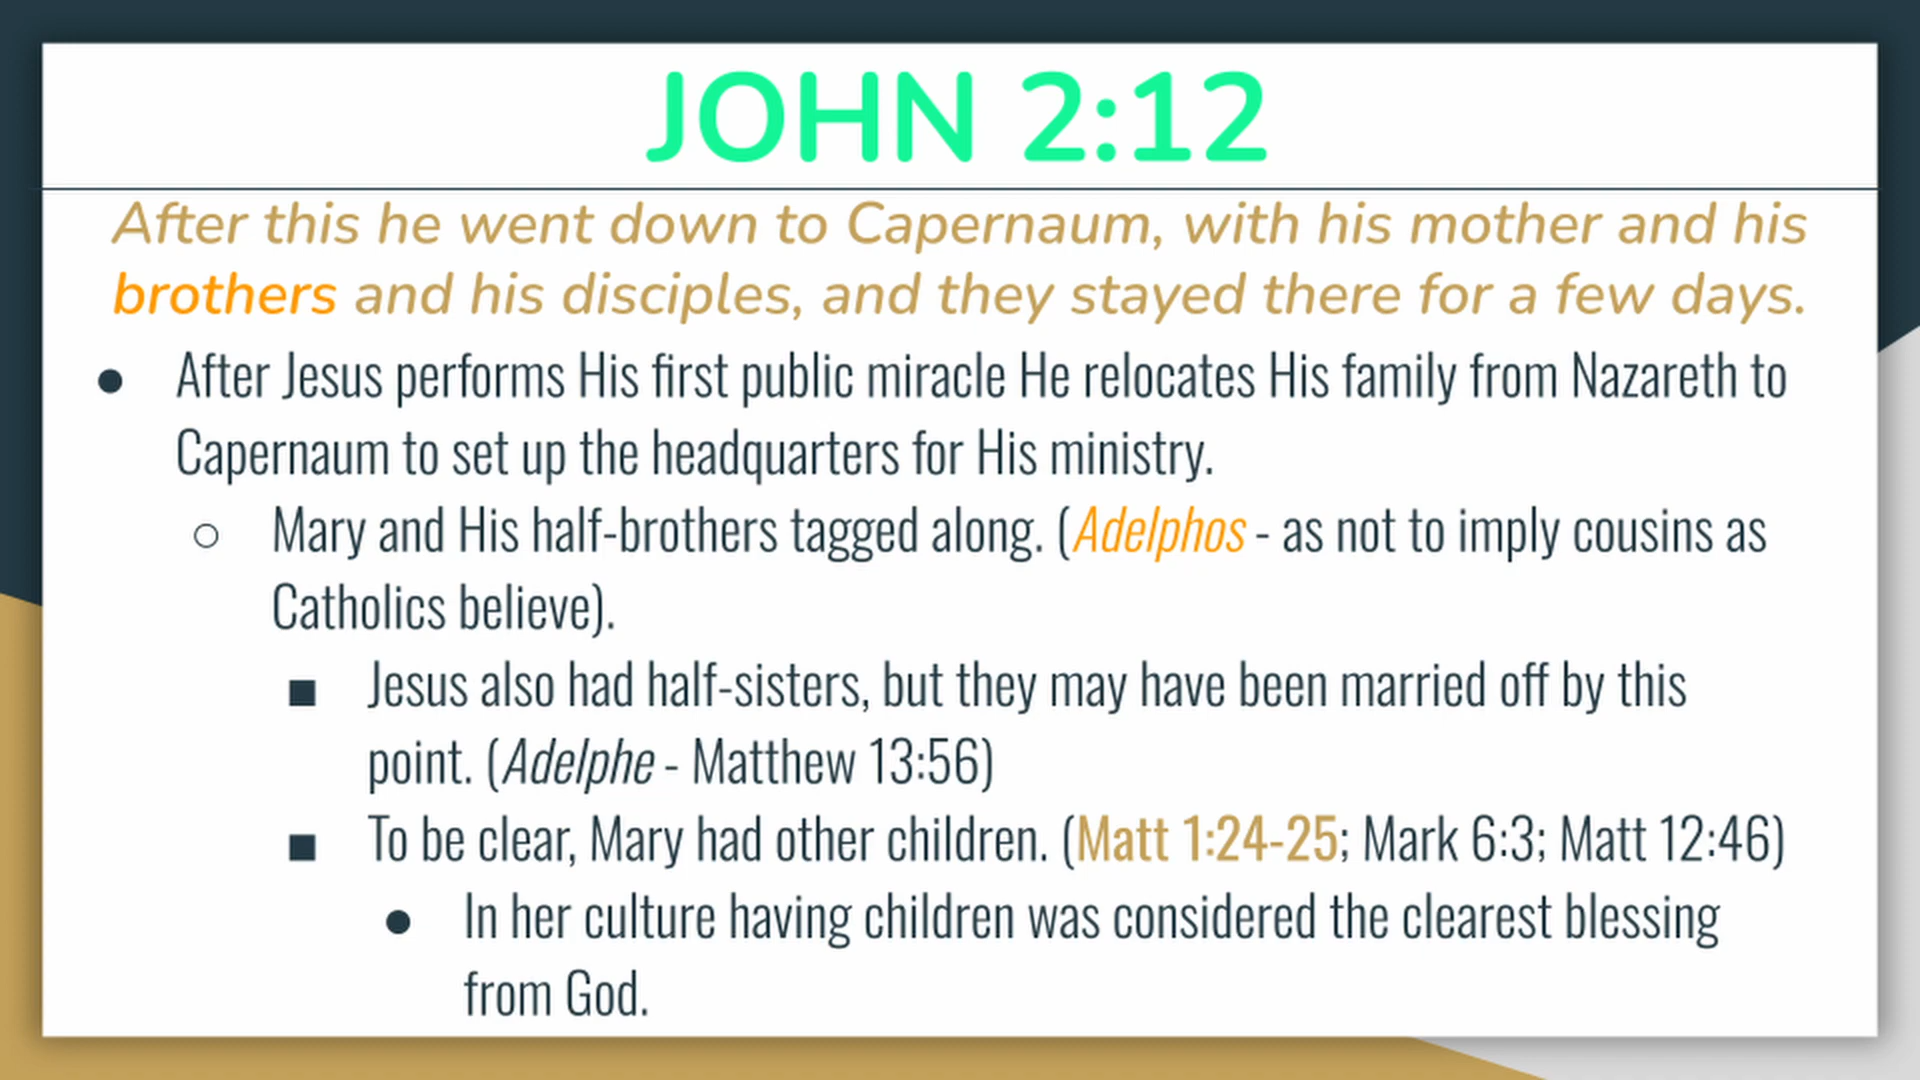 JOHN 2:12
After this he went down to Capernaum, with his mother and his
brothers and his disciples, and they stayed there for a few days.
● After Jesus performs His first public miracle He relocates His family from Nazareth to
Capernaum to set up the headquarters for His ministry.
○ Mary and His half-brothers tagged along. (Adelphos - as not to imply cousins as
Catholics believe).
■ Jesus also had half-sisters, but they may have been married off by this
point. (Adelphe - Matthew 13:56)
■ To be clear, Mary had other children. (Matt 1:24-25; Mark 6:3; Matt 12:46)
● In her culture having children was considered the clearest blessing
from God.